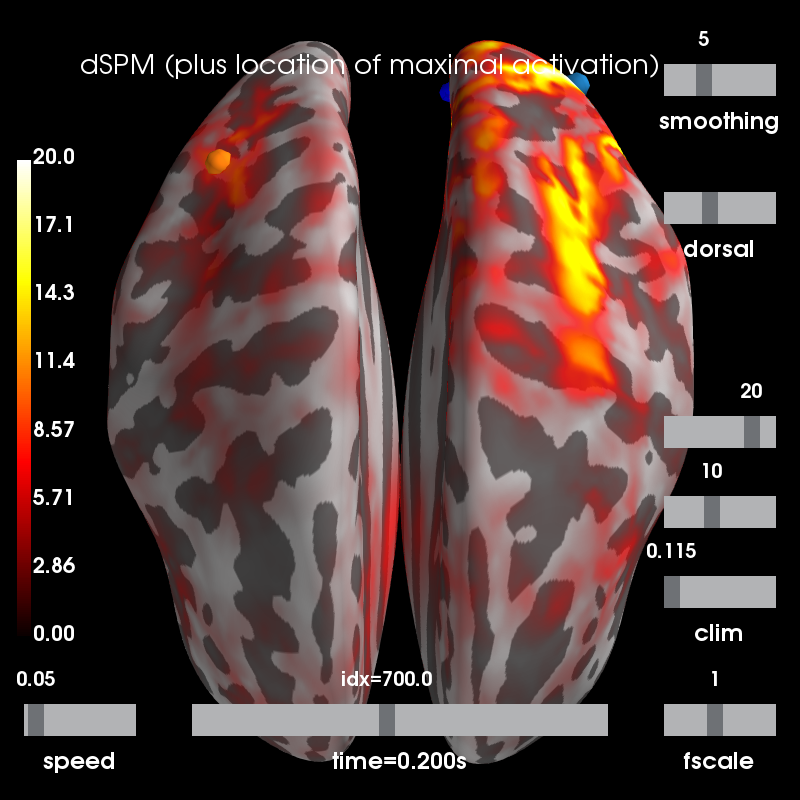 5
dSPM (plus location of maximal activation)
smoothing
20.0
17.1
dorsal
14.3
11.4
20
8.57
10
5.71
0.115
2.86
0.00
clim
0.05
idx=700.0
1
speed
time=0.200s
fscale